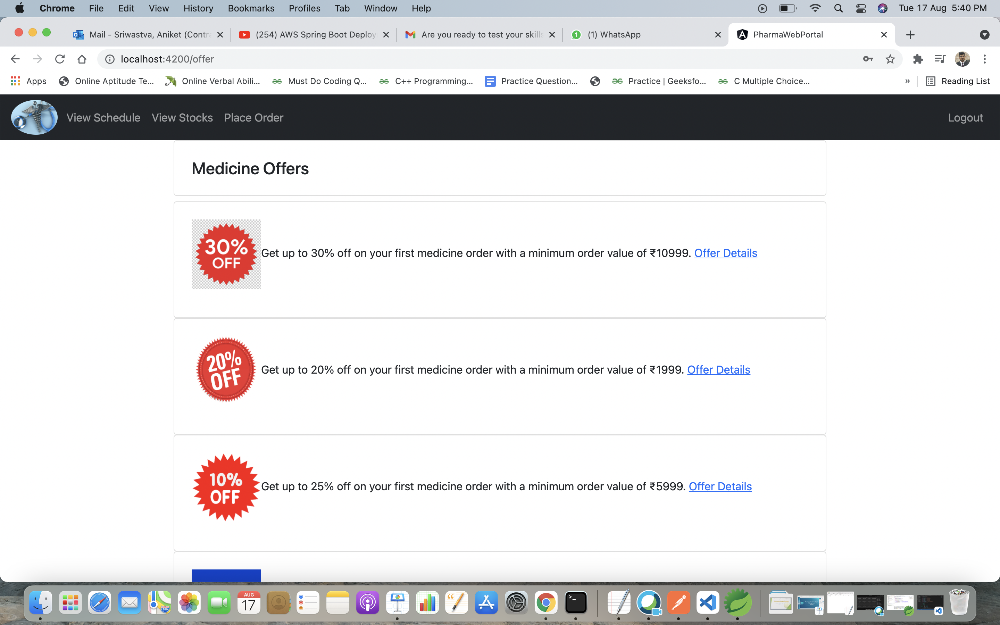 Chrome File Edit View History Bookmarks Profiles Tab Window Help Tue 17 Aug 5:40 PM
Mail - Sriwastva, Aniket (Contra (254) AWS Spring Boot Deploy Are you ready to test your skills 1 (1) WhatsApp PharmaWebPortal
localhost:4200/offer
Apps Online Aptitude Te... Online Verbal Abili... Must Do Coding Q... C++ Programming... Practice Question... Practice | Geeksfo... C Multiple Choice... » Reading List
View Schedule View Stocks Place Order Logout
Medicine Offers
30%
OFF
Get up to 30% off on your first medicine order with a minimum order value of ₹10999. Offer Details
20%
OFF
Get up to 20% off on your first medicine order with a minimum order value of ₹1999. Offer Details
10%
OFF
Get up to 25% off on your first medicine order with a minimum order value of ₹5999. Offer Details
AUG
17
280
>_